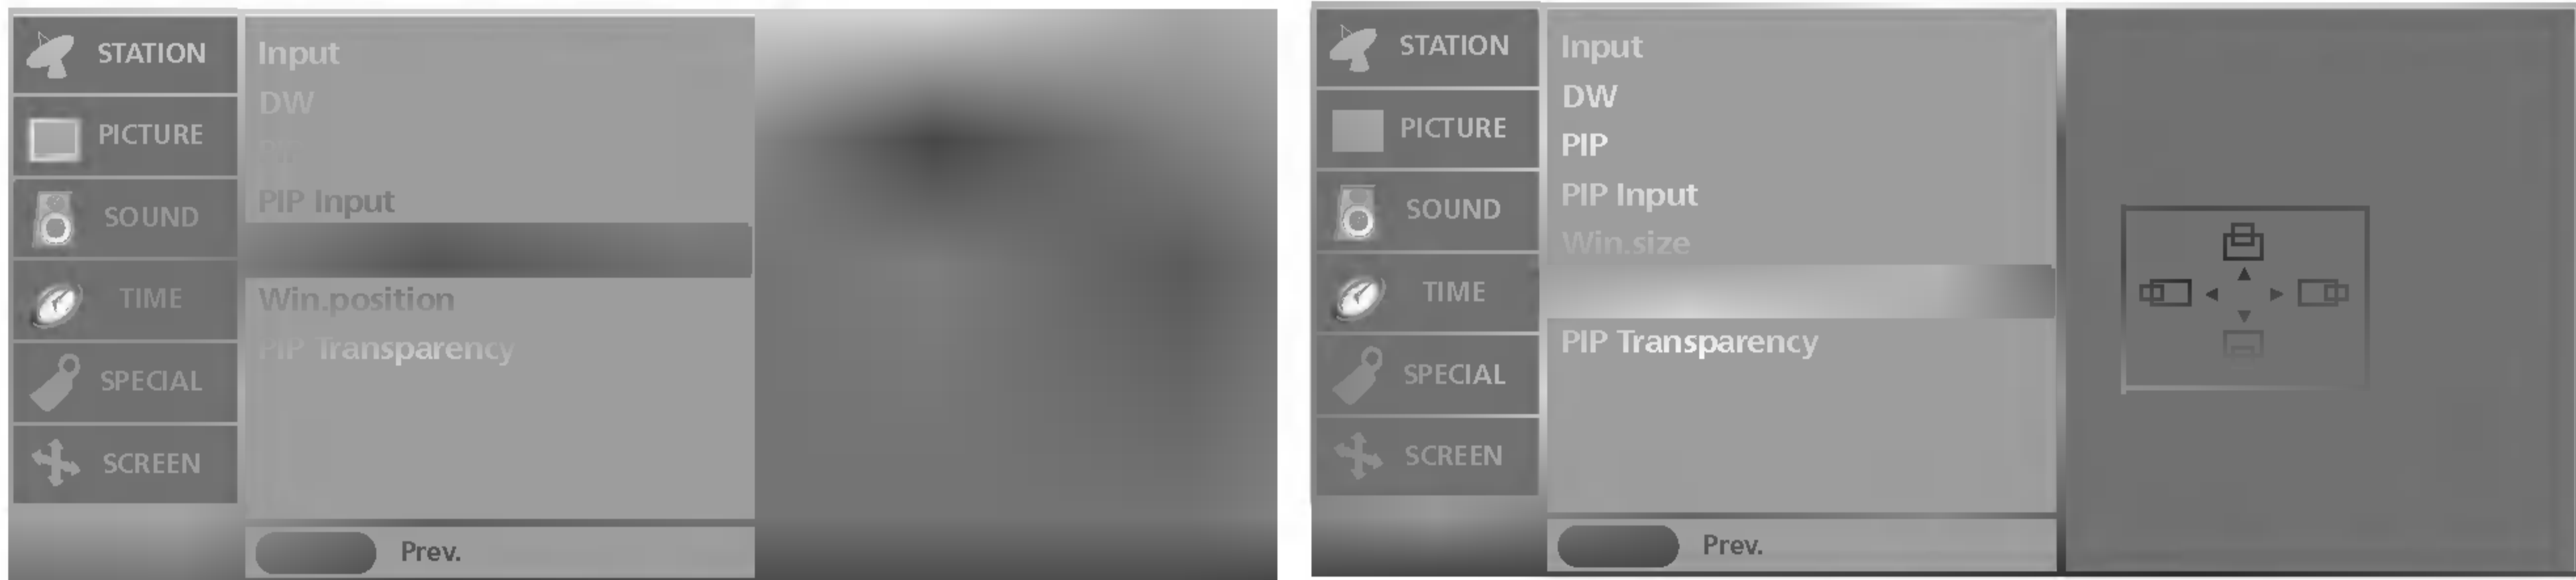 STATION
PICTURE
SOUND
TIME
SPECIAL
SCREEN
Input
DW
PIP
PIP Input
Win.position
PIP Transparency
Prev.
STATION
PICTURE
SOUND
TIME
SPECIAL
SCREEN
Input
DW
PIP
PIP Input
Win.size
PIP Transparency
Prev.